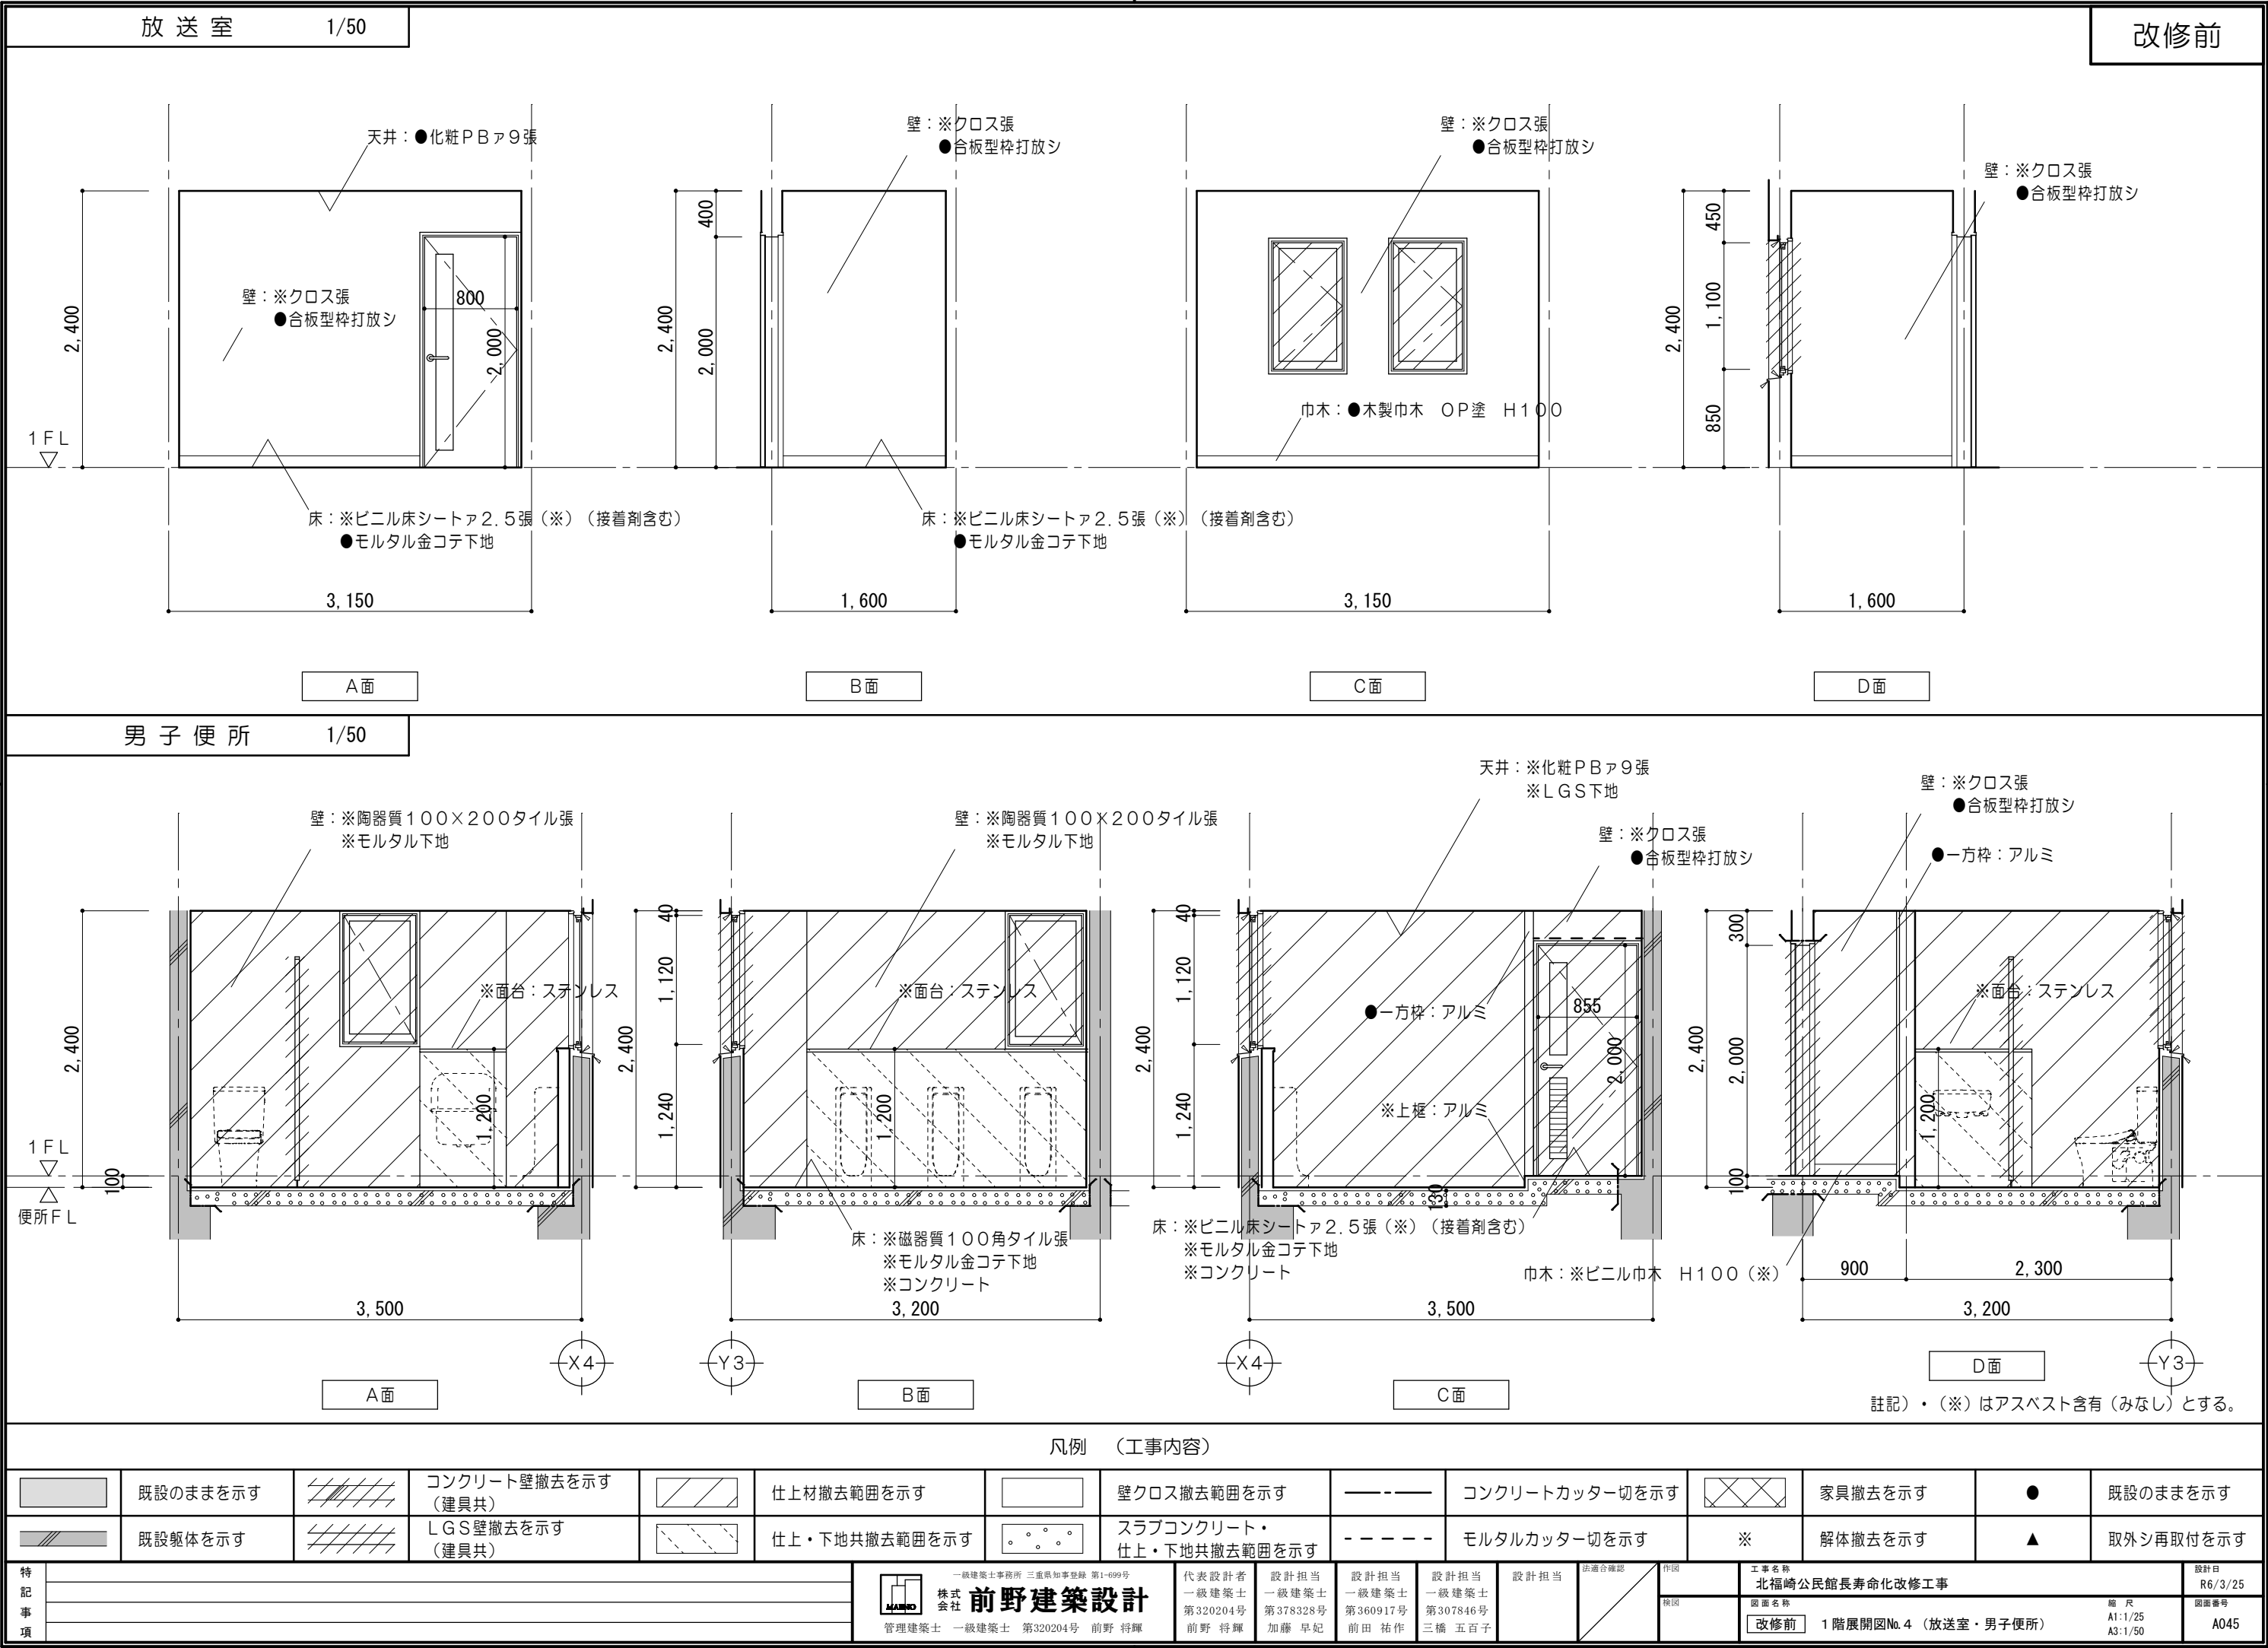 放送室 1/50
改修前
天井：●化粧ＰＢァ９張
壁：※クロス張
●合板型枠打放シ
800
2,000
2,400
1ＦＬ
床：※ビニル床シートァ２.５張（※）（接着剤含む）
●モルタル金コテ下地
3,150
A面
壁：※クロス張
●合板型枠打放シ
400
2,400
2,000
床：※ビニル床シートァ２.５張（※）（接着剤含む）
●モルタル金コテ下地
1,600
B面
壁：※クロス張
●合板型枠打放シ
巾木：●木製巾木　ＯＰ塗　Ｈ１００
3,150
C面
壁：※クロス張
●合板型枠打放シ
450
1,100
2,400
850
1,600
D面
男子便所 1/50
壁：※陶器質１００×２００タイル張
※モルタル下地
※面台：ステンレス
2,400
1,200
1ＦＬ
100
便所ＦＬ
3,500
X4
A面
壁：※陶器質１００×２００タイル張
※モルタル下地
※面台：ステンレス
40
1,120
2,400
1,240
1,200
床：※磁器質１００角タイル張
※モルタル金コテ下地
※コンクリート
3,200
Y3
B面
天井：※化粧ＰＢァ９張
※ＬＧＳ下地
壁：※クロス張
●合板型枠打放シ
40
1,120
2,400
1,240
●一方枠：アルミ
855
2,000
※上框：アルミ
130
床：※ビニル床シートァ２.５張（※）（接着剤含む）
※モルタル金コテ下地
※コンクリート
3,500
X4
C面
壁：※クロス張
●合板型枠打放シ
●一方枠：アルミ
300
2,400
2,000
※面台：ステンレス
1,200
100
巾木：※ビニル巾木　Ｈ１００（※）
900
2,300
3,200
Y3
D面
註記）・（※）はアスベスト含有（みなし）とする。
凡例　（工事内容）
既設のままを示す
コンクリート壁撤去を示す
（建具共）
仕上材撤去範囲を示す
壁クロス撤去範囲を示す
コンクリートカッター切を示す
家具撤去を示す
●
既設のままを示す
既設躯体を示す
ＬＧＳ壁撤去を示す
（建具共）
仕上・下地共撤去範囲を示す
スラブコンクリート・
仕上・下地共撤去範囲を示す
モルタルカッター切を示す
※
解体撤去を示す
▲
取外シ再取付を示す
特記事項
一級建築士事務所 三重県知事登録 第1-699号
MAENO
株式会社 前野建築設計
管理建築士　一級建築士　第320204号　前野 将輝
代表設計者
一級建築士
第320204号
前野 将輝
設計担当
一級建築士
第378328号
加藤 早妃
設計担当
一級建築士
第360917号
前田 祐作
設計担当
一級建築士
第307846号
三橋 五百子
設計担当
法適合確認
作図
検図
工事名称
北福崎公民館長寿命化改修工事
図面名称
改修前 1階展開図№4（放送室・男子便所）
縮尺
A1:1/25
A3:1/50
設計日
R6/3/25
図面番号
A045